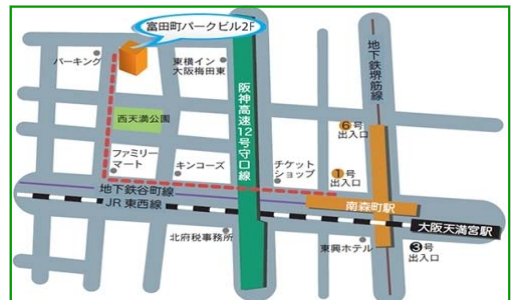 富田町パークビル2F
パーキング
東横イン
大阪梅田東
地下鉄堺筋線
阪神高速12号守口線
西天満公園
⑥号
出入口
ファミリー
マート
キンコーズ
チケット
ショップ
①号
出入口
地下鉄谷町線
JR東西線
南森町駅
大阪天満宮駅
北府税事務所
東興ホテル
❸号
出入口